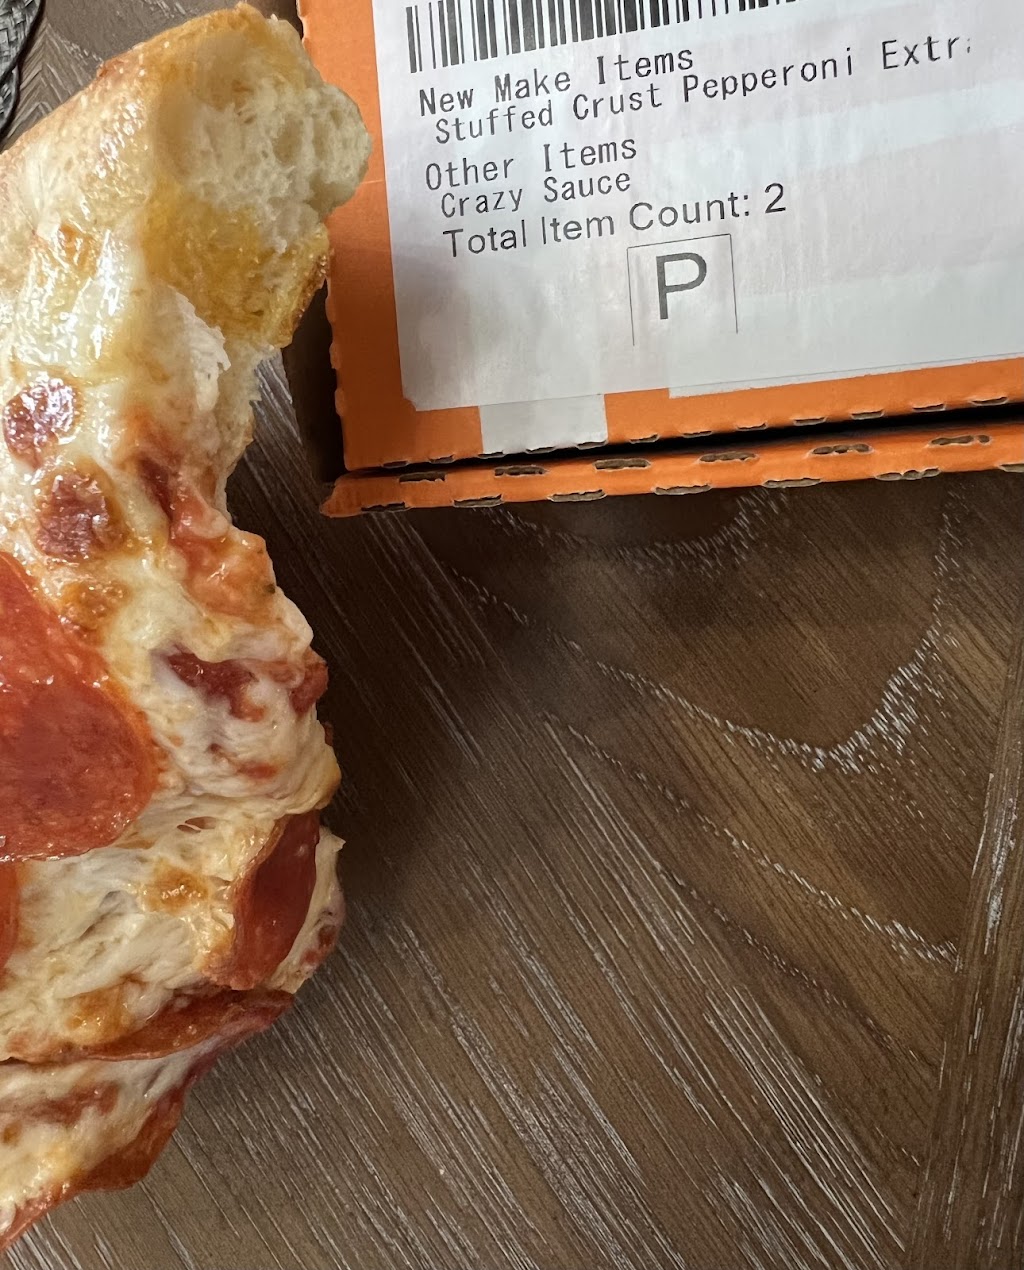 New Make Items
Stuffed Crust Pepperoni Extr
Other Items
Crazy Sauce
Total Item Count: 2
P